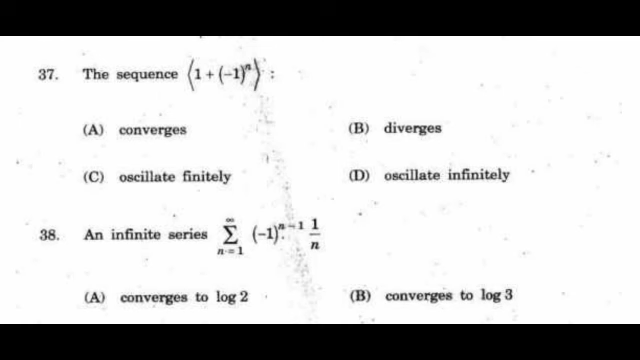 37. The sequence ⟨1 + (−1)ⁿ⟩ :
(A) converges (B) diverges
(C) oscillate finitely (D) oscillate infinitely
38. An infinite series ∑_{n=1}^{∞} (−1)^{n−1} 1/n
(A) converges to log 2 (B) converges to log 3